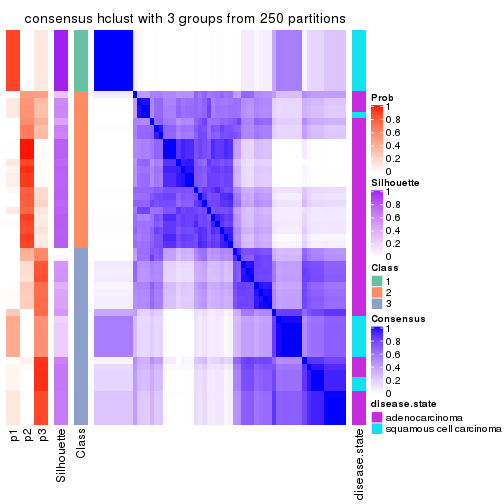 consensus hclust with 3 groups from 250 partitions
Prob
1
0.8
0.6
0.4
0.2
0
Silhouette
1
0.8
0.6
0.4
0.2
0
Class
1
2
3
Consensus
1
0.8
0.6
0.4
0.2
0
disease.state
adenocarcinoma
squamous cell carcinoma
p1
p2
p3
Silhouette
Class
disease.state